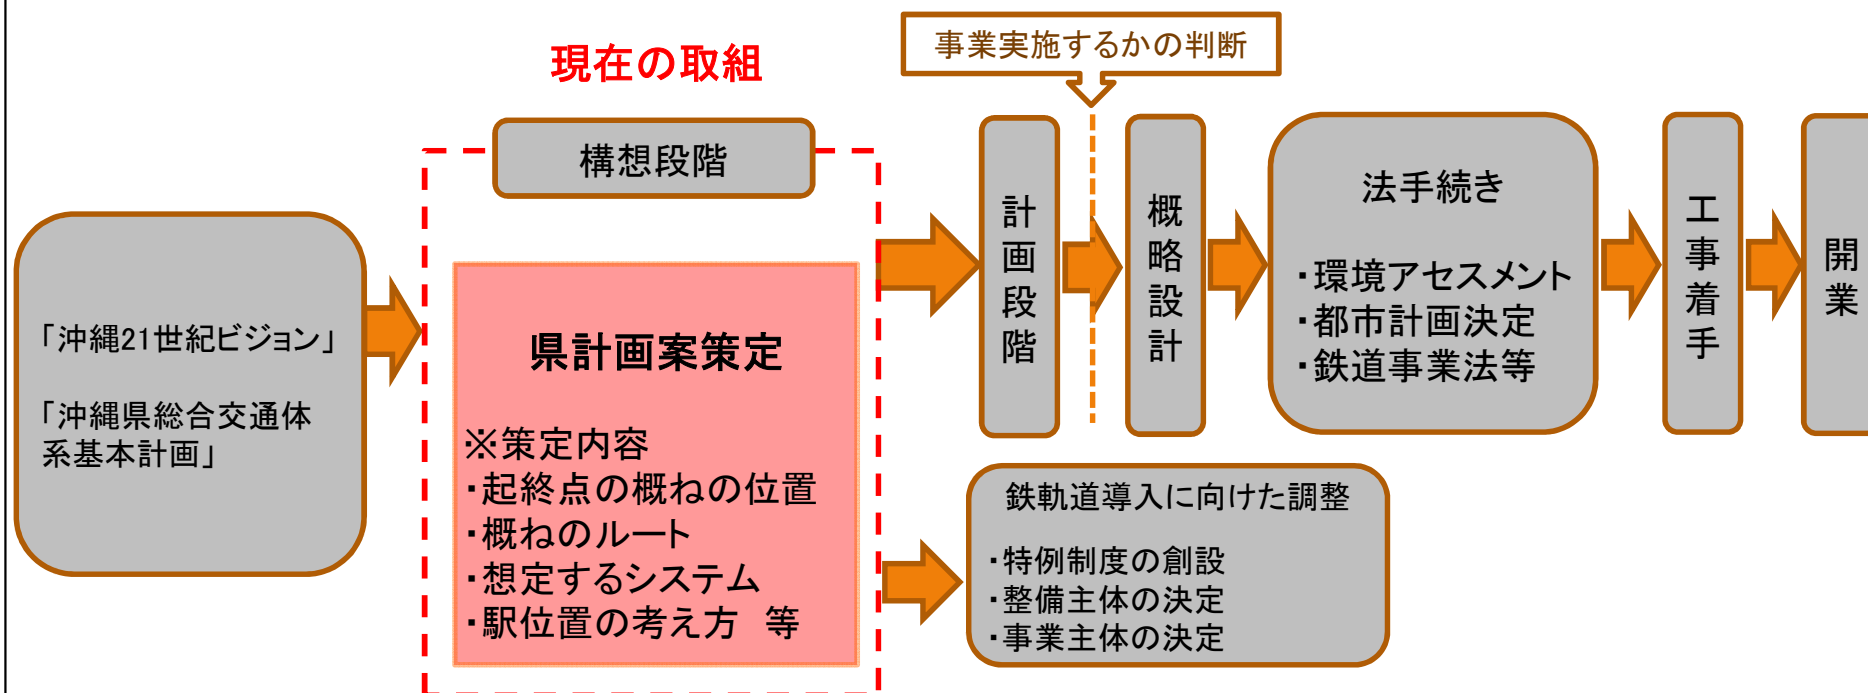 現在の取組
事業実施するかの判断
構想段階
「沖縄21世紀ビジョン」
「沖縄県総合交通体
系基本計画」
県計画案策定
※策定内容
・起終点の概ねの位置
・概ねのルート
・想定するシステム
・駅位置の考え方　等
計画段階
概略設計
法手続き
・環境アセスメント
・都市計画決定
・鉄道事業法等
工事着手
開業
鉄軌道導入に向けた調整
・特例制度の創設
・整備主体の決定
・事業主体の決定